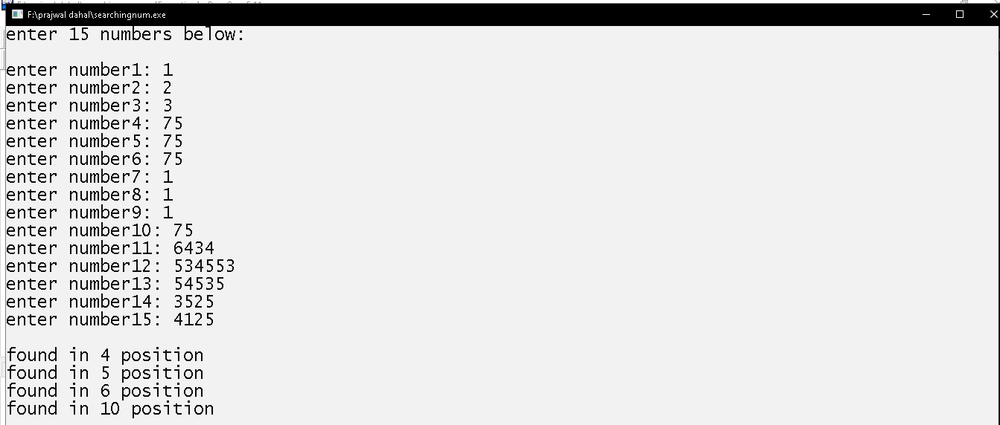 F:\prajwal dahal\searchingnum.exe
enter 15 numbers below:
enter number1: 1
enter number2: 2
enter number3: 3
enter number4: 75
enter number5: 75
enter number6: 75
enter number7: 1
enter number8: 1
enter number9: 1
enter number10: 75
enter number11: 6434
enter number12: 534553
enter number13: 54535
enter number14: 3525
enter number15: 4125
found in 4 position
found in 5 position
found in 6 position
found in 10 position